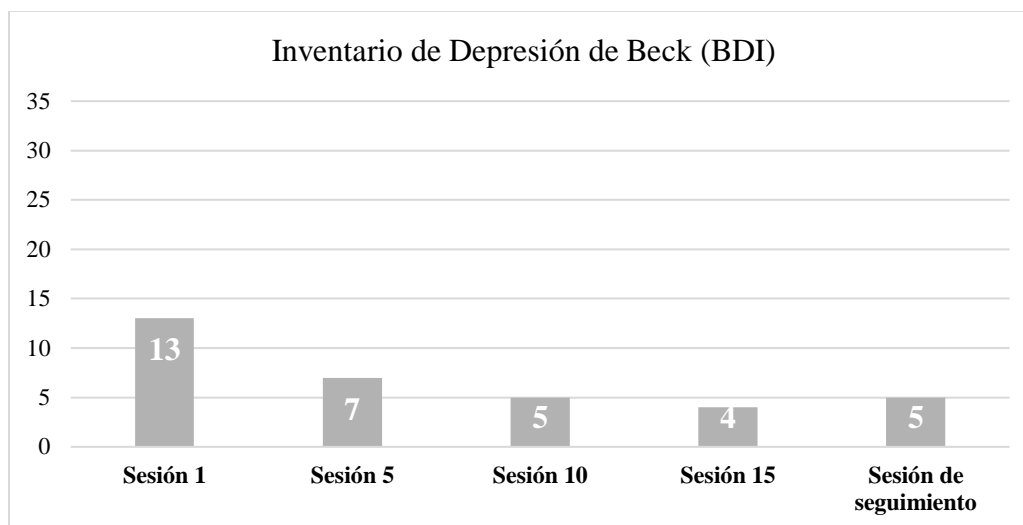 Inventario de Depresión de Beck (BDI)
35
30
25
20
15
10
5
0
13
7
5
4
5
Sesión 1
Sesión 5
Sesión 10
Sesión 15
Sesión de
seguimiento